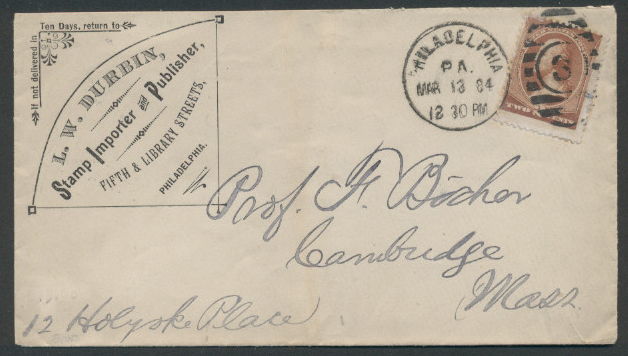 Ten Days, return to
If not delivered in
L. W. DURBIN,
Stamp Importer and Publisher,
FIFTH & LIBRARY STREETS,
PHILADELPHIA.
PHILADELPHIA
PA.
MAR 13 84
12 30 PM
S
Prof. F. Böcher
Cambridge
Mass.
12 Holyoke Place